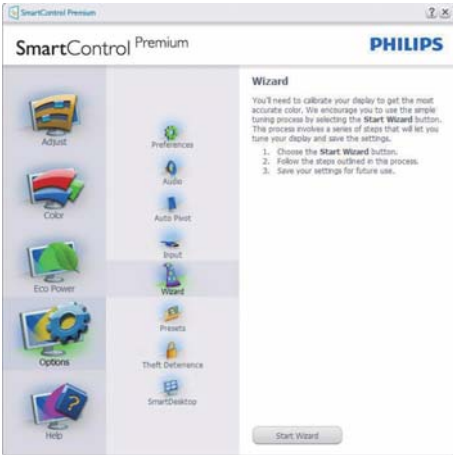 SmartControl Premium
SmartControl Premium
PHILIPS
Adjust
Color
Eco Power
Options
Help
Preferences
Audio
Auto Pivot
Input
Wizard
Presets
Theft Deterrence
SmartDesktop
Wizard
You'll need to calibrate your display to get the most
accurate color. We encourage you to use the simple
tuning process by selecting the Start Wizard button.
This process involves a series of steps that will let you
tune your display and save the settings.
1. Choose the Start Wizard button.
2. Follow the steps outlined in this process.
3. Save your settings for future use.
Start Wizard